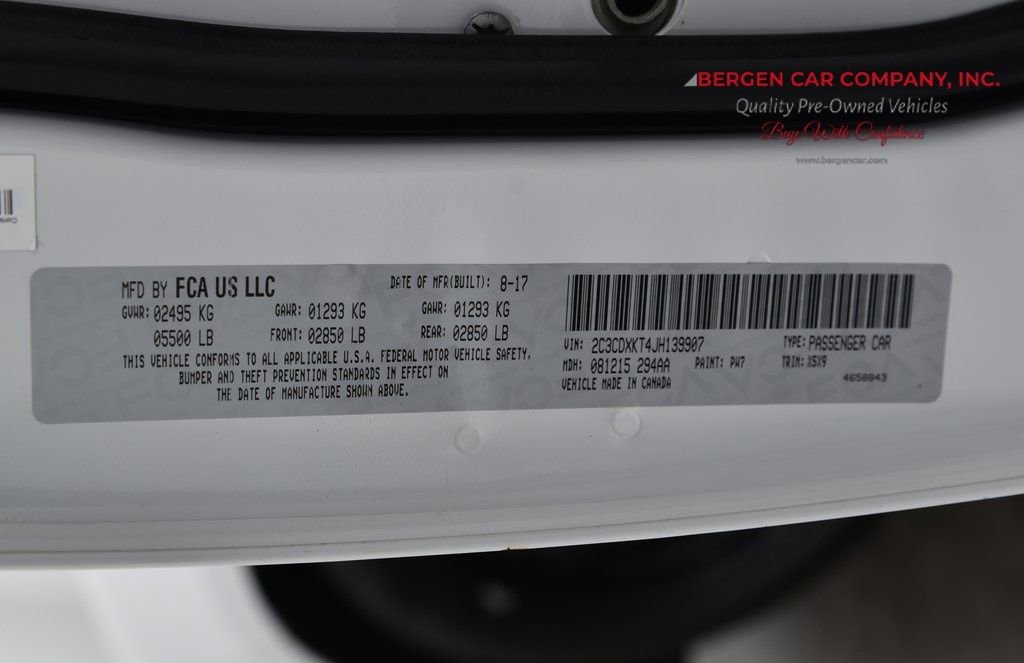 BERGEN CAR COMPANY, INC.
Quality Pre-Owned Vehicles
Buy With Confidence
www.bergencar.com
MFD BY FCA US LLC
DATE OF MFR(BUILT): 8-17
GVWR: 02495 KG GAWR: 01293 KG GAWR: 01293 KG
05500 LB FRONT: 02850 LB REAR: 02850 LB
THIS VEHICLE CONFORMS TO ALL APPLICABLE U.S.A. FEDERAL MOTOR VEHICLE SAFETY,
BUMPER AND THEFT PREVENTION STANDARDS IN EFFECT ON
THE DATE OF MANUFACTURE SHOWN ABOVE.
VIN: 2C3CDXKT4JH139907 TYPE: PASSENGER CAR
MDH: 081215 294AA PAINT: PW7 TRIM: X5X9
VEHICLE MADE IN CANADA 4658843